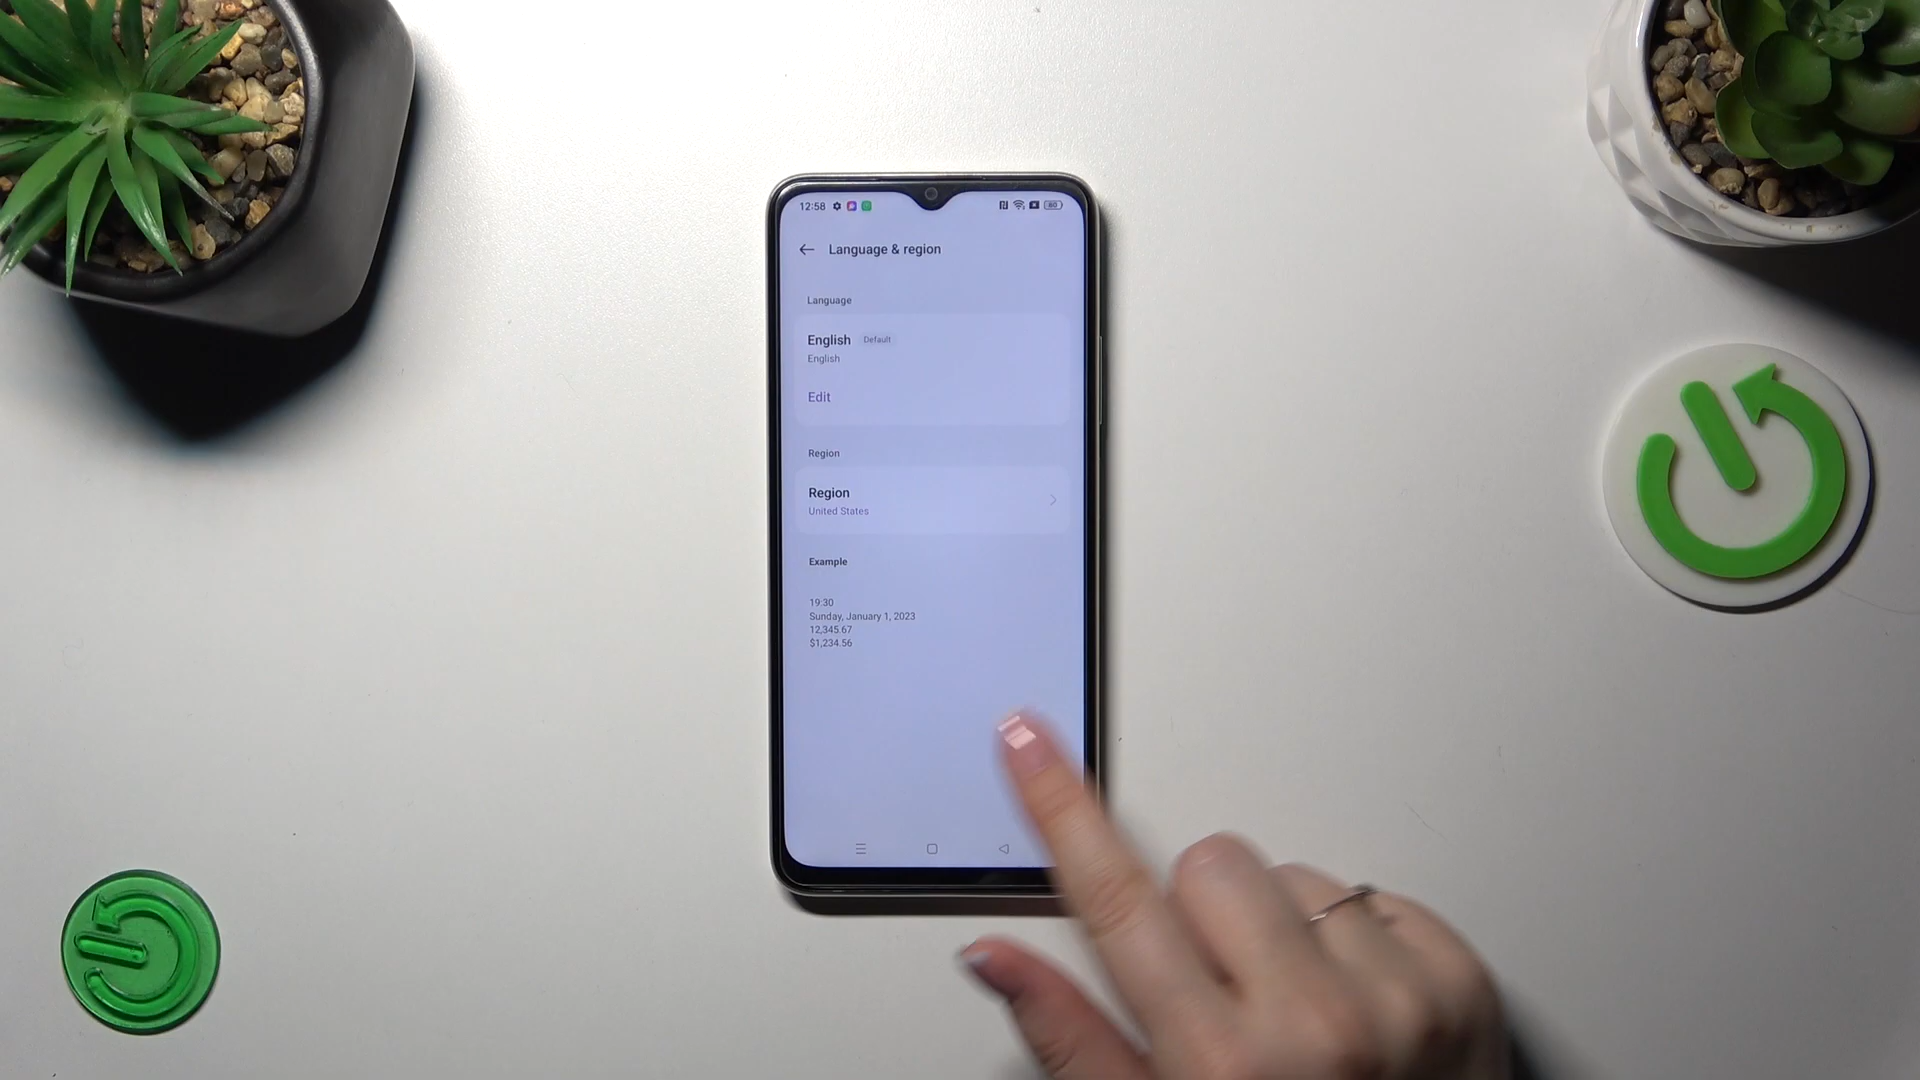 12:58
80
Language & region
Language
English Default
English
Edit
Region
Region
United States
Example
19:30
Sunday, January 1, 2023
12,345.67
$1,234.56